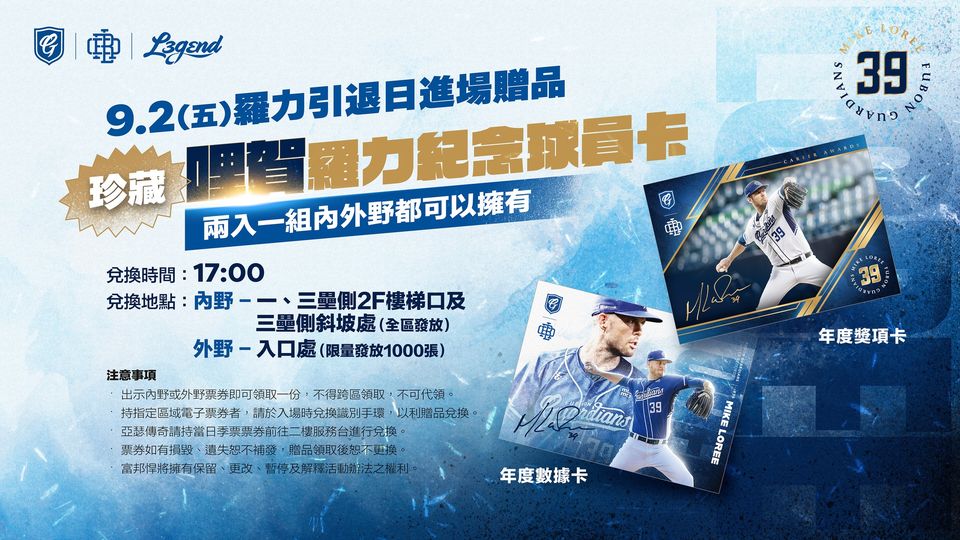 Legend
MIKE LOREE FUBON GUARDIANS
39
9.2(五)羅力引退日進場贈品
珍藏
哩賀羅力紀念球員卡
兩入一組內外野都可以擁有
兌換時間：17:00
兌換地點：內野 – 一、三壘側2F樓梯口及
三壘側斜坡處(全區發放)
外野 – 入口處(限量發放1000張)
注意事項
· 出示內野或外野票券即可領取一份，不得跨區領取，不可代領。
· 持指定區域電子票券者，請於入場時兌換識別手環，以利贈品兌換。
· 亞瑟傳奇請持當日季票票券前往二樓服務台進行兌換。
· 票券如有損毀、遺失恕不補發，贈品領取後恕不更換。
· 富邦悍將擁有保留、更改、暫停及解釋活動辦法之權利。
CAREER AWARDS
39
MIKE LOREE FUBON GUARDIANS
39
39
年度獎項卡
Guardians
Guardians
39
39
MIKE LOREE
年度數據卡